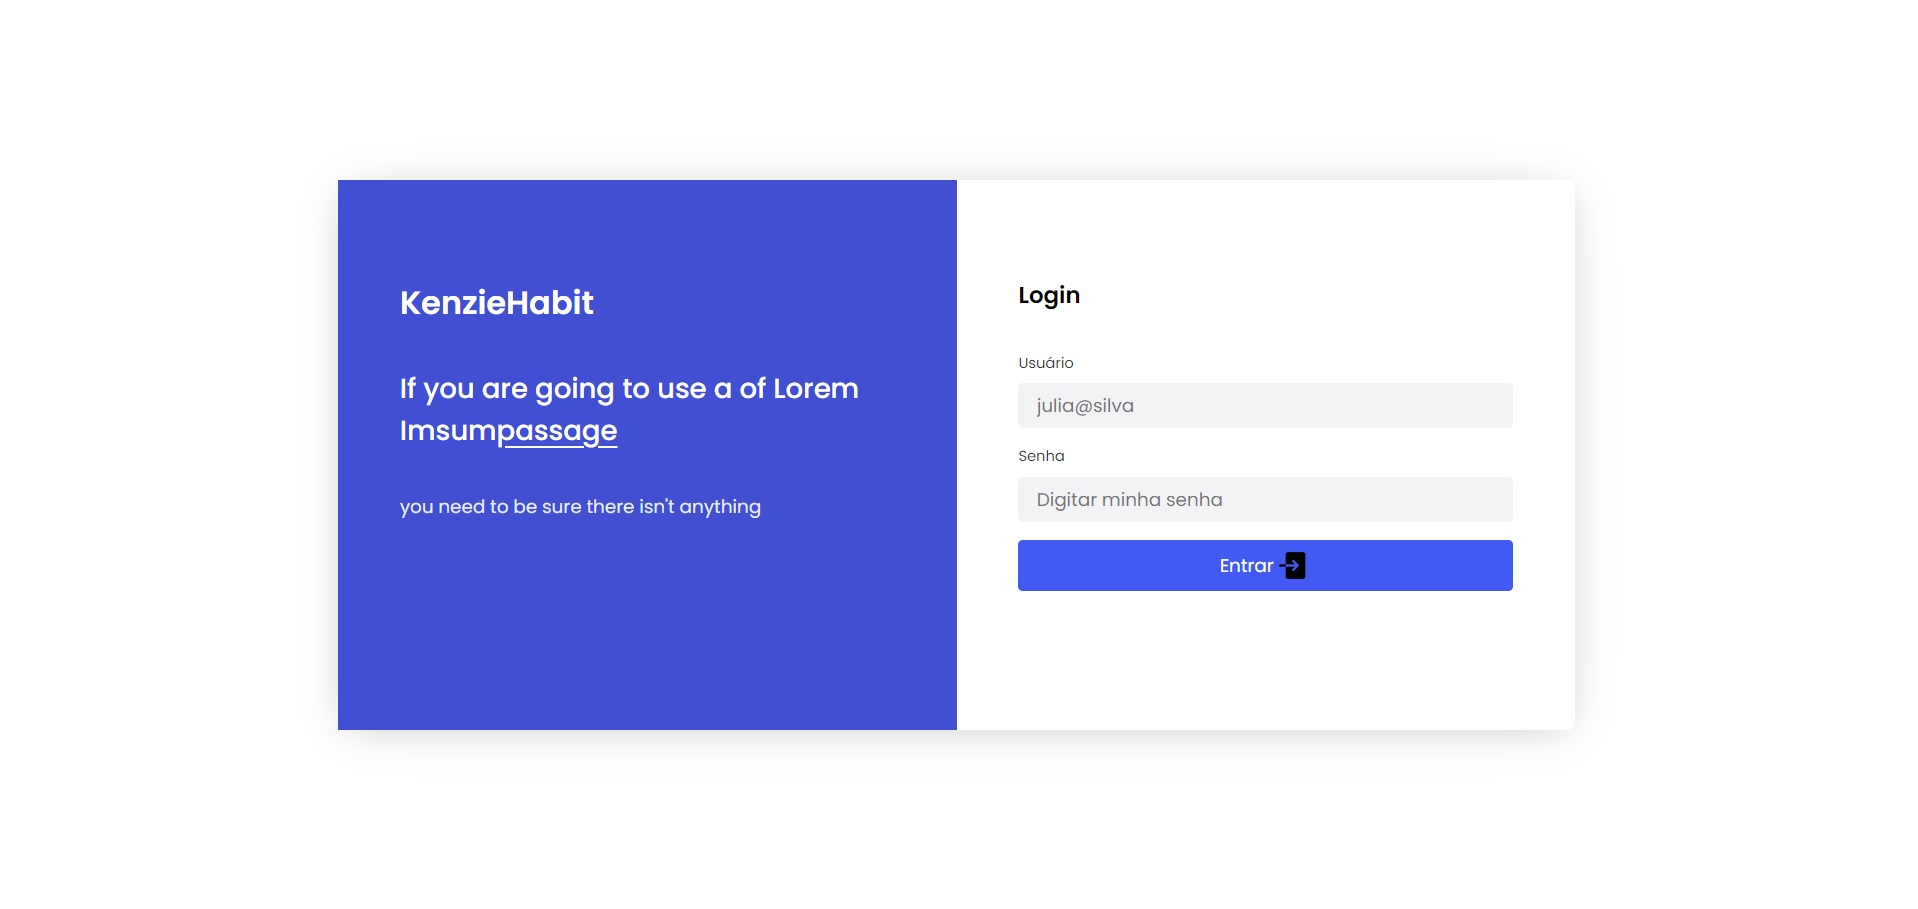 KenzieHabit
If you are going to use a of Lorem
Imsumpassage
you need to be sure there isn't anything
Login
Usuário
julia@silva
Senha
Digitar minha senha
Entrar